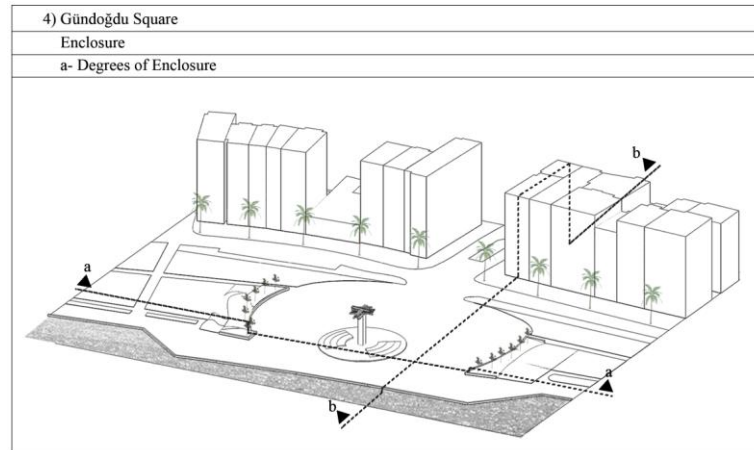 4) Gündoğdu Square
Enclosure
a- Degrees of Enclosure
b
a
a
b